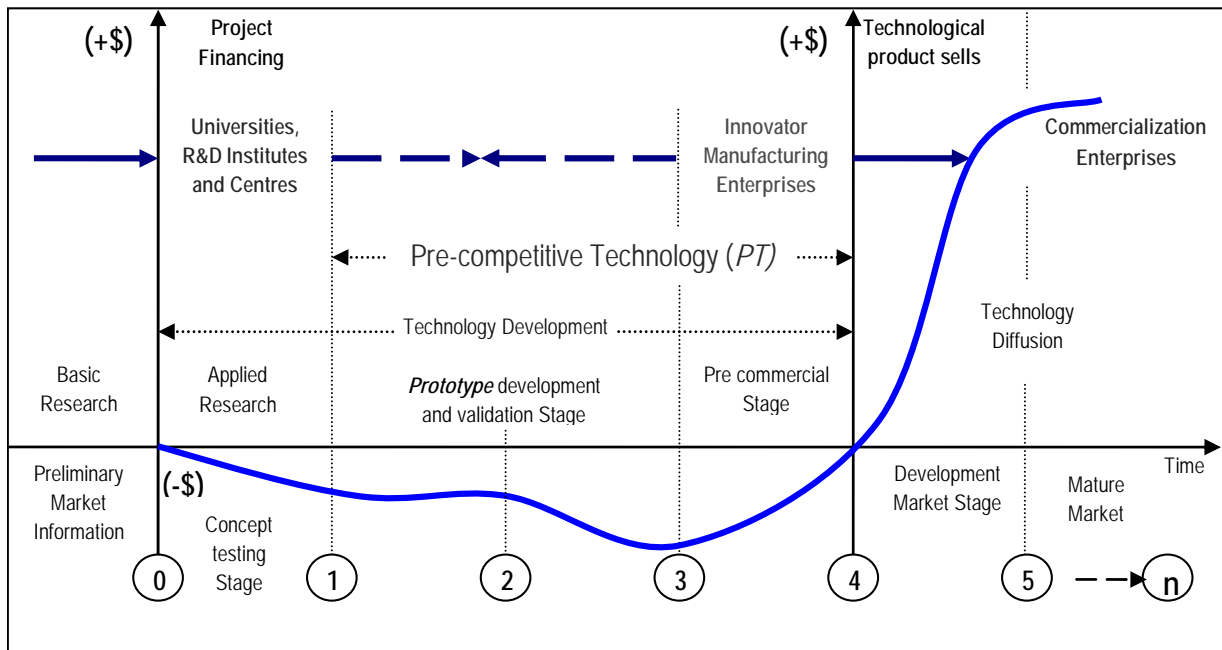 (+$)
Project
Financing
(+$)
Technological
product sells
Universities,
R&D Institutes
and Centres
Innovator
Manufacturing
Enterprises
Commercialization
Enterprises
Pre-competitive Technology (PT)
Technology Development
Technology
Diffusion
Basic
Research
Applied
Research
Prototype development
and validation Stage
Pre commercial
Stage
Time
Preliminary
Market
Information
(-$)
Concept
testing
Stage
Development
Market Stage
Mature
Market
0
1
2
3
4
5
n